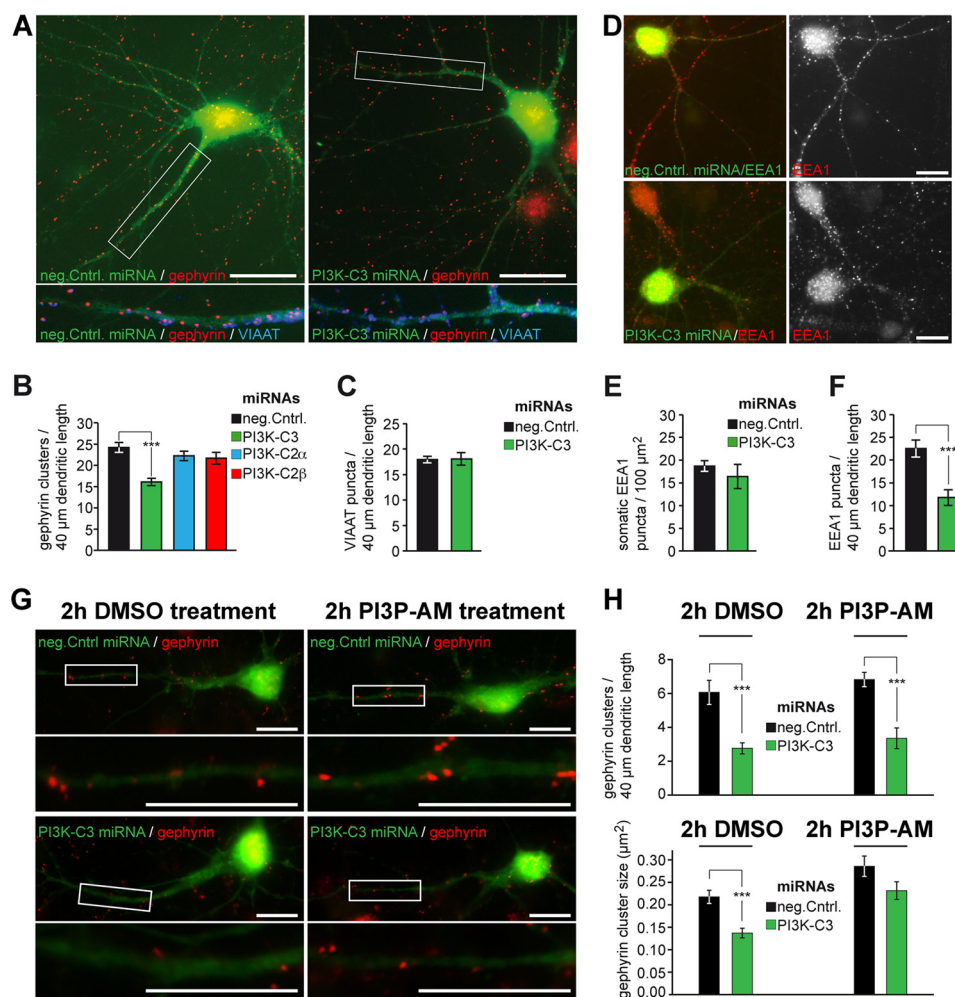 A
neg.Cntrl. miRNA / gephyrin
PI3K-C3 miRNA / gephyrin
neg.Cntrl. miRNA / gephyrin / VIAAT
PI3K-C3 miRNA / gephyrin / VIAAT
D
neg.Cntrl. miRNA/EEA1
EEA1
PI3K-C3 miRNA/EEA1
EEA1
B
gephyrin clusters /
40 µm dendritic length
30
25
20
15
10
5
0
***
miRNAs
neg.Cntrl.
PI3K-C3
PI3K-C2α
PI3K-C2β
C
VIAAT puncta /
40 µm dendritic length
25
20
15
10
5
0
miRNAs
neg.Cntrl.
PI3K-C3
E
somatic EEA1
puncta / 100 µm²
30
25
20
15
10
5
0
miRNAs
neg.Cntrl.
PI3K-C3
F
EEA1 puncta /
40 µm dendritic length
30
25
20
15
10
5
0
***
G
2h DMSO treatment
2h PI3P-AM treatment
neg.Cntrl miRNA / gephyrin
neg.Cntrl miRNA / gephyrin
PI3K-C3 miRNA / gephyrin
PI3K-C3 miRNA / gephyrin
H
2h DMSO
2h PI3P-AM
gephyrin clusters /
40 µm dendritic length
8
6
4
2
0
***
***
miRNAs
neg.Cntrl.
PI3K-C3
2h DMSO
2h PI3P-AM
gephyrin cluster size (µm²)
0.30
0.25
0.20
0.15
0.10
0.05
0.00
***
miRNAs
neg.Cntrl.
PI3K-C3